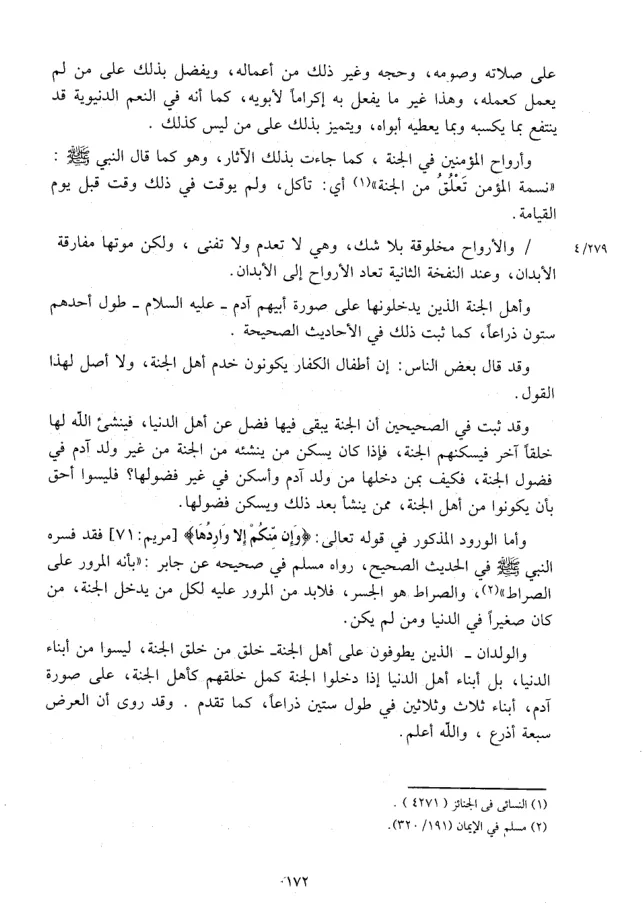 على صلاته وصومه، وحجه وغير ذلك من أعماله، ويفضل بذلك على من لم
يعمل كعمله، وهذا غير ما يفعل به إكراماً لأبويه، كما أنه في النعم الدنيوية قد
ينتفع بما يكسبه وبما يعطيه أبواه، ويتميز بذلك على من ليس كذلك .
وأرواح المؤمنين في الجنة ، كما جاءت بذلك الآثار، وهو كما قال النبي ﷺ :
«نسمة المؤمن تَعْلُقُ من الجنة»(١) أي: تأكل، ولم يوقت في ذلك وقت قبل يوم
القيامة.
٤/٢٧٩ / والأرواح مخلوقة بلا شك، وهي لا تعدم ولا تفنى ، ولكن موتها مفارقة
الأبدان، وعند النفخة الثانية تعاد الأرواح إلى الأبدان.
وأهل الجنة الذين يدخلونها على صورة أبيهم آدم ـ عليه السلام ـ طول أحدهم
ستون ذراعاً، كما ثبت ذلك في الأحاديث الصحيحة .
وقد قال بعض الناس: إن أطفال الكفار يكونون خدم أهل الجنة، ولا أصل لهذا
القول.
وقد ثبت في الصحيحين أن الجنة يبقى فيها فضل عن أهل الدنيا، فينشئ الله لها
خلقاً آخر فيسكنهم الجنة، فإذا كان يسكن من ينشئه من الجنة من غير ولد آدم في
فضول الجنة، فكيف بمن دخلها من ولد آدم وأسكن في غير فضولها؟ فليسوا أحق
بأن يكونوا من أهل الجنة، ممن ينشأ بعد ذلك ويسكن فضولها.
وأما الورود المذكور في قوله تعالى: ﴿وَإِن مِّنكُمْ إِلا وَارِدُهَا﴾ [مريم: ٧١] فقد فسره
النبي ﷺ في الحديث الصحيح، رواه مسلم في صحيحه عن جابر :«بأنه المرور على
الصراط»(٢)، والصراط هو الجسر، فلابد من المرور عليه لكل من يدخل الجنة، من
كان صغيراً في الدنيا ومن لم يكن.
والولدان ـ الذين يطوفون على أهل الجنةـ خلق من خلق الجنة، ليسوا من أبناء
الدنيا، بل أبناء أهل الدنيا إذا دخلوا الجنة كمل خلقهم كأهل الجنة، على صورة
آدم، أبناء ثلاث وثلاثين في طول ستين ذراعاً، كما تقدم . وقد روى أن العرض
سبعة أذرع ، والله أعلم.
(١) النسائى فى الجنائز ( ٤٢٧١ ) .
(٢) مسلم في الإيمان (١٩١/ ٣٢٠).
١٧٢